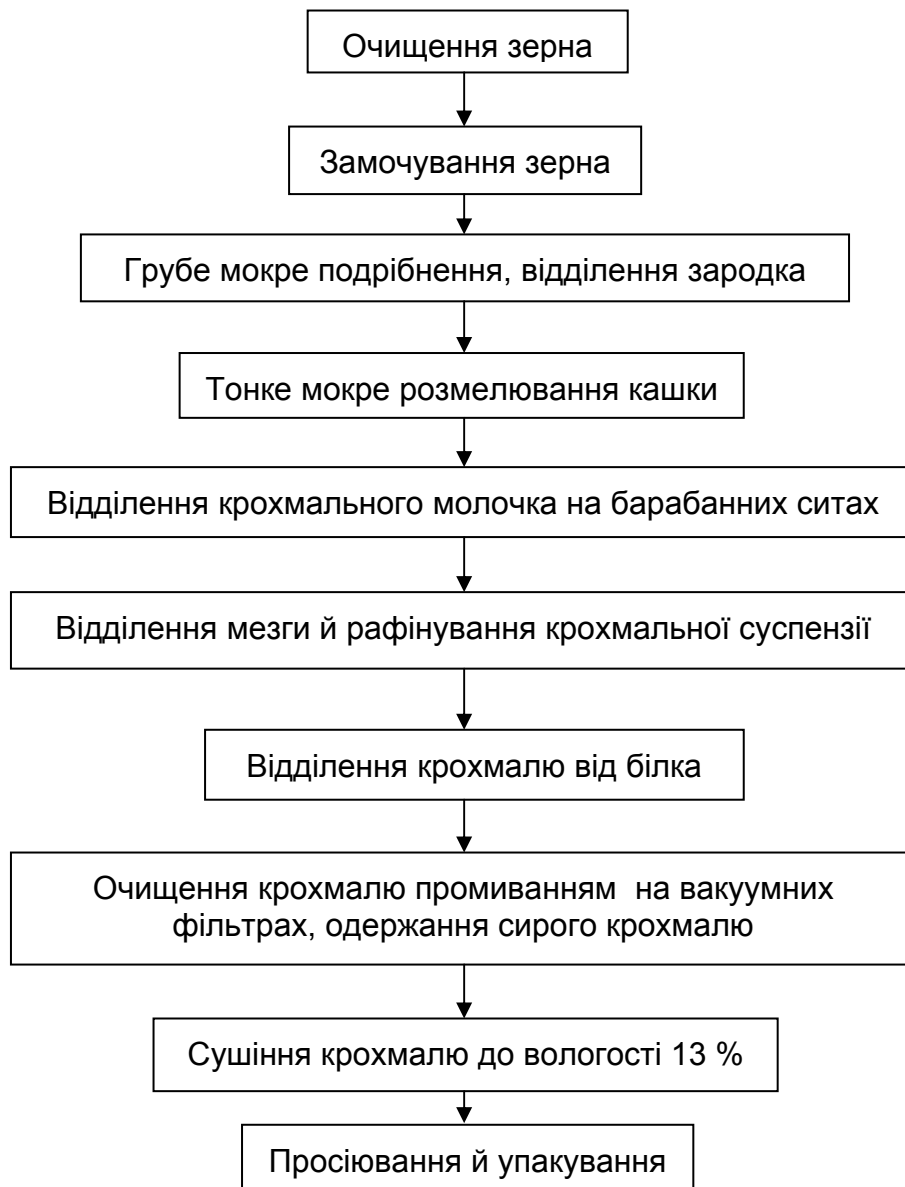 Очищення зерна
Замочування зерна
Грубе мокре подрібнення, відділення зародка
Тонке мокре розмелювання кашки
Відділення крохмального молочка на барабанних ситах
Відділення мезги й рафінування крохмальної суспензії
Відділення крохмалю від білка
Очищення крохмалю промиванням на вакуумних
фільтрах, одержання сирого крохмалю
Сушіння крохмалю до вологості 13 %
Просіювання й упакування